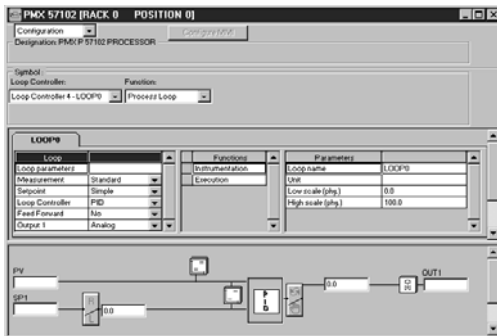 PMX 57102 [RACK 0 POSITION 0]
Configuration
Configure MMI
Designation: PMX P 57102 PROCESSOR
Symbol:
Loop Controller: Function:
Loop Controller 4 - LOOP0 Process Loop
LOOP0
Loop Functions Parameters
Loop parameters Instrumentation Loop name LOOP0
Measurement Standard Execution Unit
Setpoint Simple Low scale (phy.) 0.0
Loop Controller PID High scale (phy.) 100.0
Feed Forward No
Output 1 Analog
PV
SP1 R L 0.0 PID 0.0 OUT1